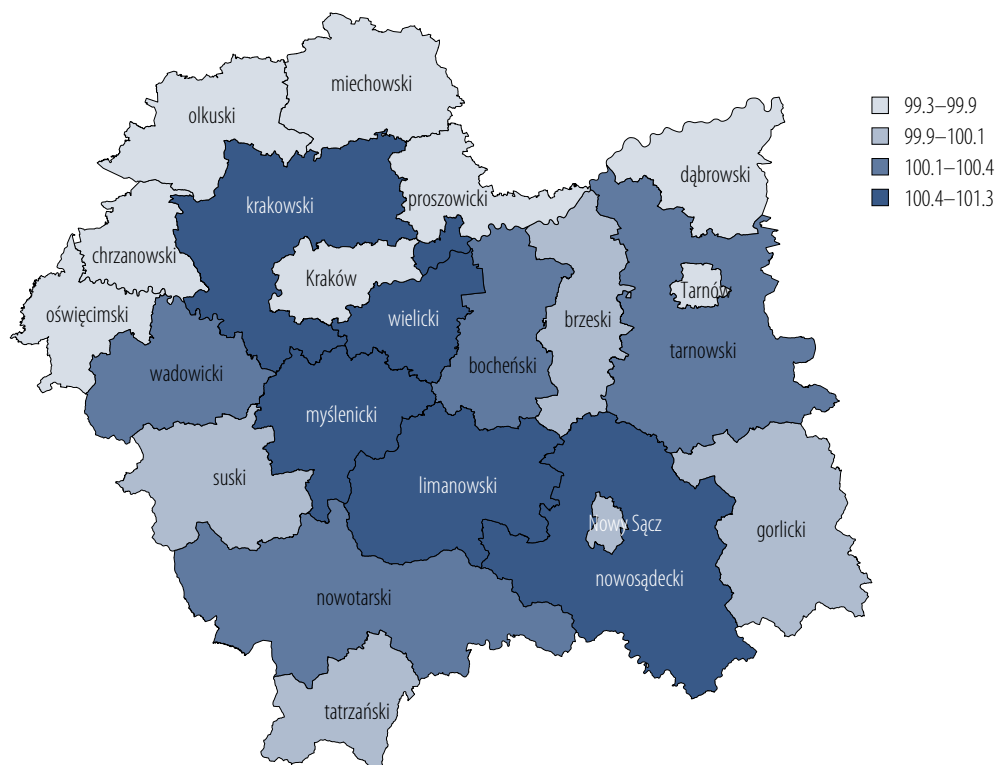 miechowski
olkuski
99.3–99.9
99.9–100.1
100.1–100.4
100.4–101.3
dąbrowski
krakowski
proszowicki
chrzanowski
Kraków
Tarnów
oświęcimski
wielicki
brzeski
tarnowski
wadowicki
bocheński
myślenicki
suski
limanowski
Nowy Sącz
gorlicki
nowosądecki
nowotarski
tatrzański